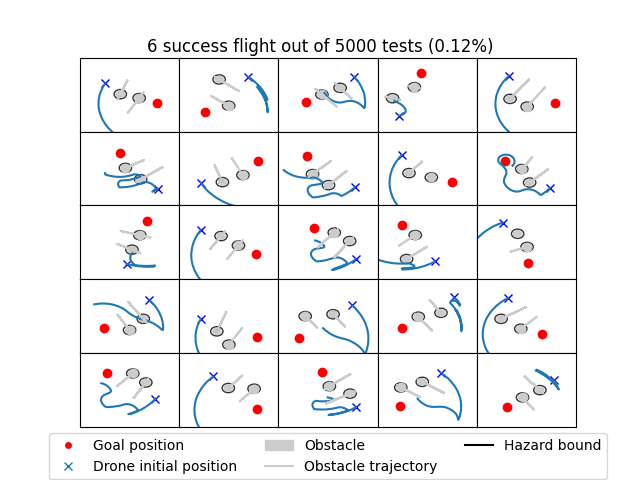 6 success flight out of 5000 tests (0.12%)
Goal position
Drone initial position
Obstacle
Obstacle trajectory
Hazard bound